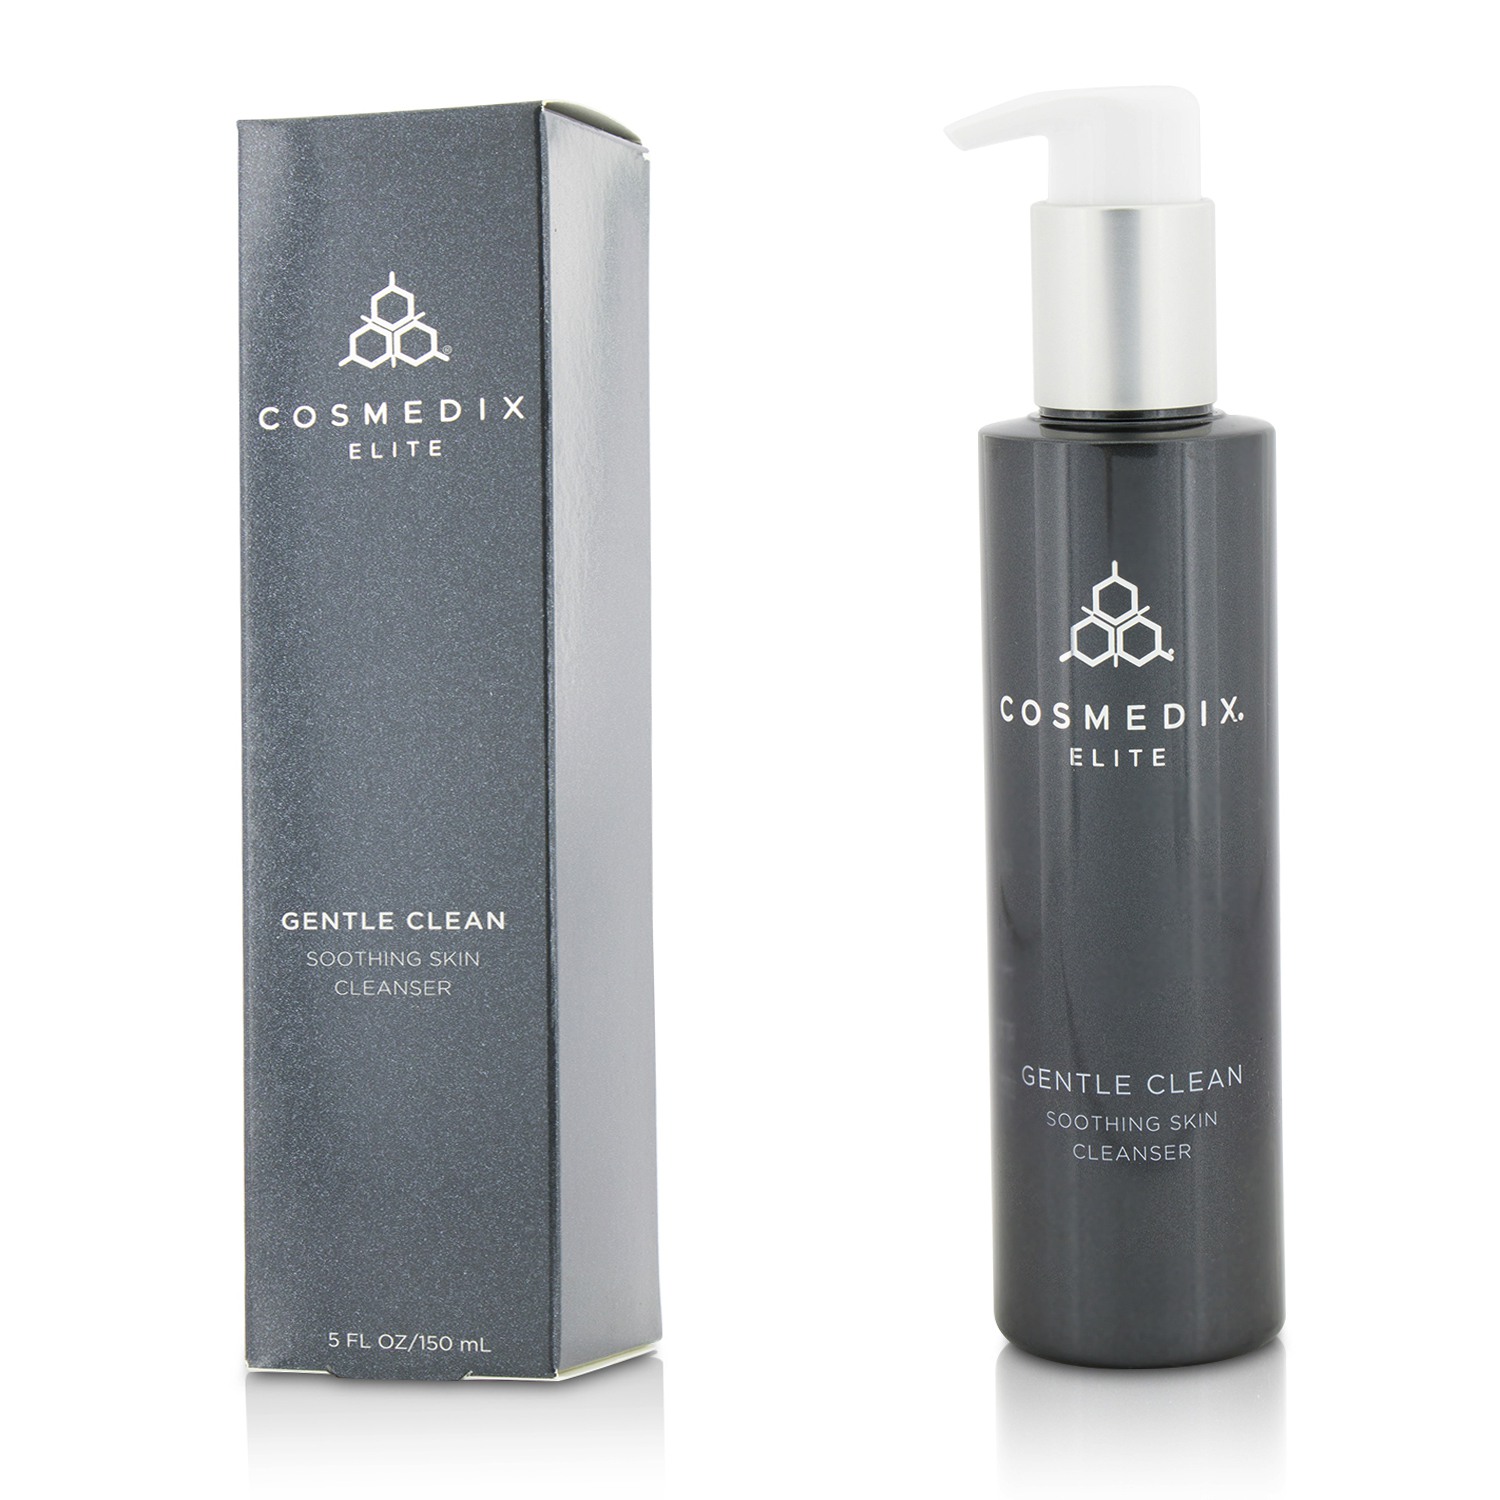 COSMEDIX
ELITE
GENTLE CLEAN
SOOTHING SKIN
CLEANSER
5 FL OZ/150 mL
COSMEDIX
ELITE
GENTLE CLEAN
SOOTHING SKIN
CLEANSER